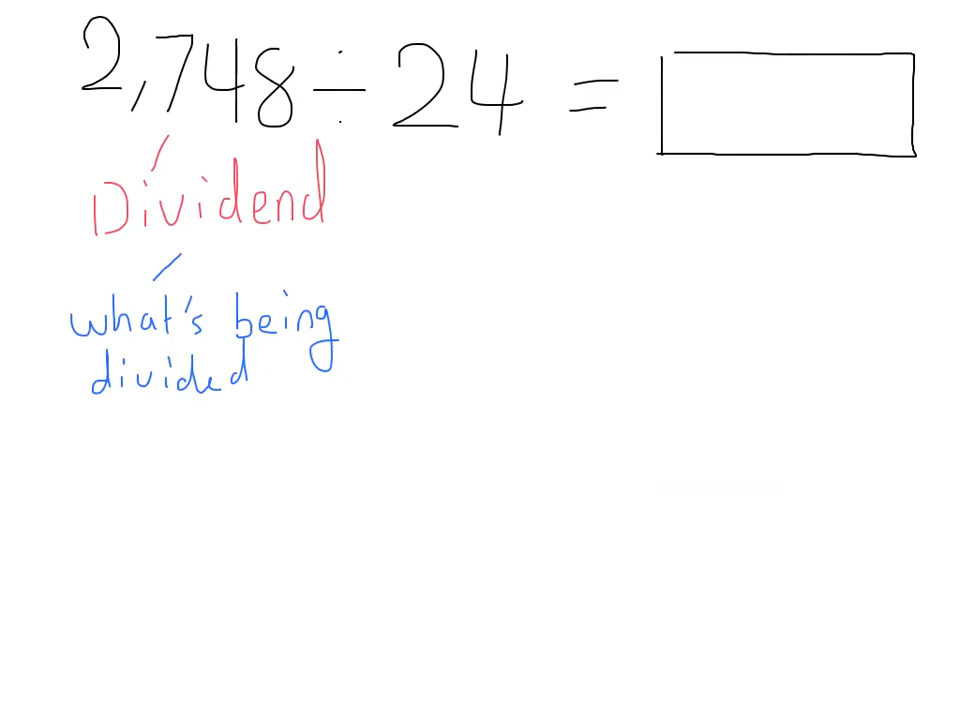 2,748 ÷ 24 =
Dividend
what's being
divided